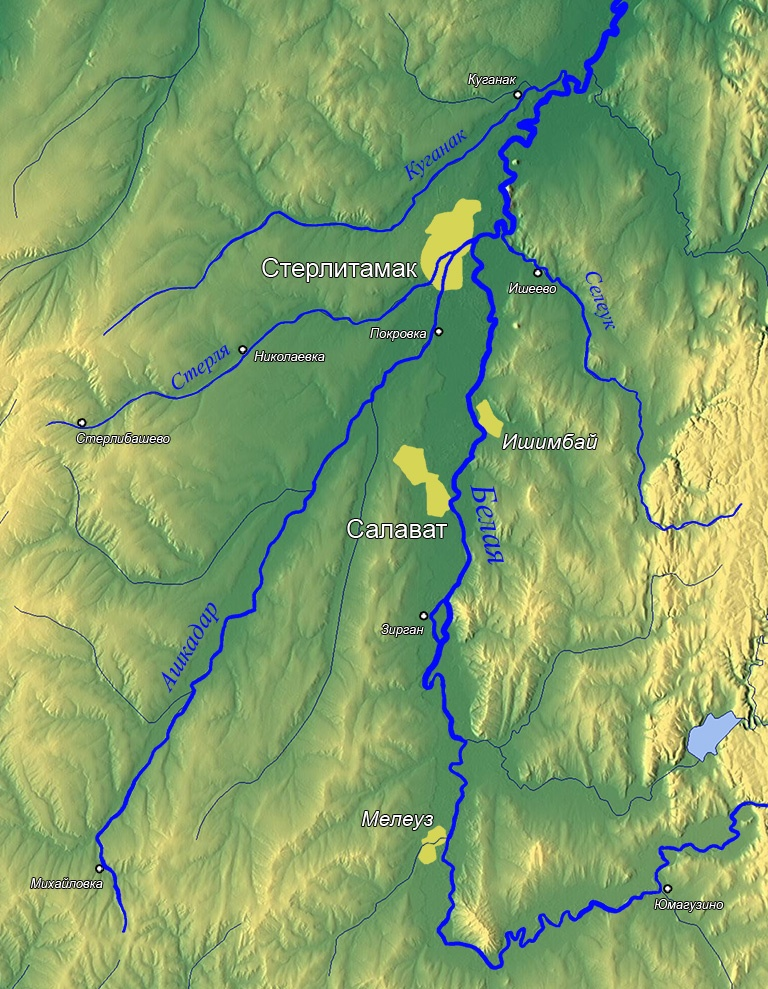 Куганак
Куганак
Стерлитамак
Ишеево
Селеук
Покровка
Стерля
Николаевка
Стерлибашево
Ишимбай
Белая
Салават
Зирган
Ашкадар
Мелеуз
Михайловка
Юмагузино